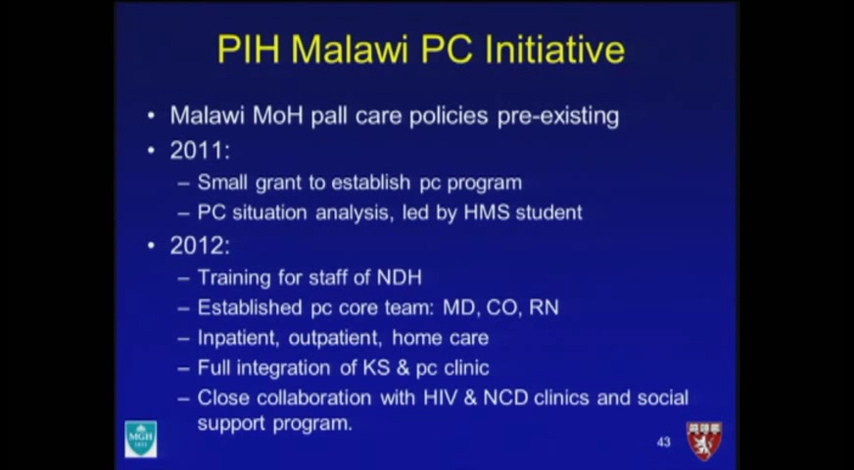 PIH Malawi PC Initiative
• Malawi MoH pall care policies pre-existing
• 2011:
– Small grant to establish pc program
– PC situation analysis, led by HMS student
• 2012:
– Training for staff of NDH
– Established pc core team: MD, CO, RN
– Inpatient, outpatient, home care
– Full integration of KS & pc clinic
– Close collaboration with HIV & NCD clinics and social
support program.
MGH
1811
43